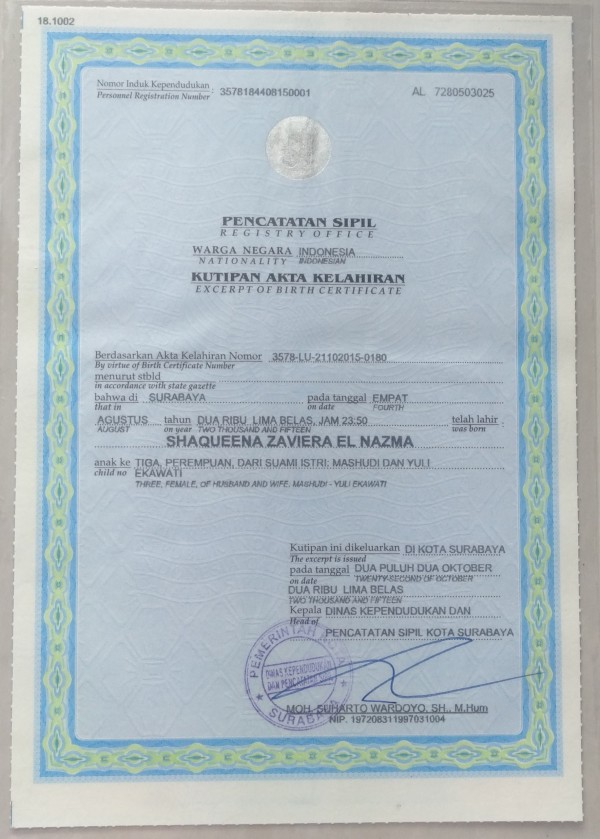 18.1002
Nomor Induk Kependudukan : 3578184408150001 AL 7280503025
Personnel Registration Number
PENCATATAN SIPIL
REGISTRY OFFICE
WARGA NEGARA INDONESIA
NATIONALITY INDONESIAN
KUTIPAN AKTA KELAHIRAN
EXCERPT OF BIRTH CERTIFICATE
Berdasarkan Akta Kelahiran Nomor 3578-LU-21102015-0180
By virtue of Birth Certificate Number
menurut stbld
in accordance with state gazette
bahwa di SURABAYA pada tanggal EMPAT
that in on date FOURTH
AGUSTUS tahun DUA RIBU LIMA BELAS, JAM 23:50 telah lahir
AUGUST on year TWO THOUSAND AND FIFTEEN was born
SHAQUEENA ZAVIERA EL NAZMA
anak ke TIGA, PEREMPUAN, DARI SUAMI ISTRI: MASHUDI DAN YULI
child no EKAWATI
THREE, FEMALE, OF HUSBAND AND WIFE: MASHUDI - YULI EKAWATI
Kutipan ini dikeluarkan DI KOTA SURABAYA
The excerpt is issued
pada tanggal DUA PULUH DUA OKTOBER
on date TWENTY-SECOND OF OCTOBER
DUA RIBU LIMA BELAS
TWO THOUSAND AND FIFTEEN
Kepala DINAS KEPENDUDUKAN DAN
Head of
PENCATATAN SIPIL KOTA SURABAYA
PEMERINTAH KOTA
DINAS KEPENDUDUKAN
DAN PENCATATAN SIPIL
SURABAYA
MOH. SUHARTO WARDOYO, SH., M.Hum
NIP. 197208311997031004